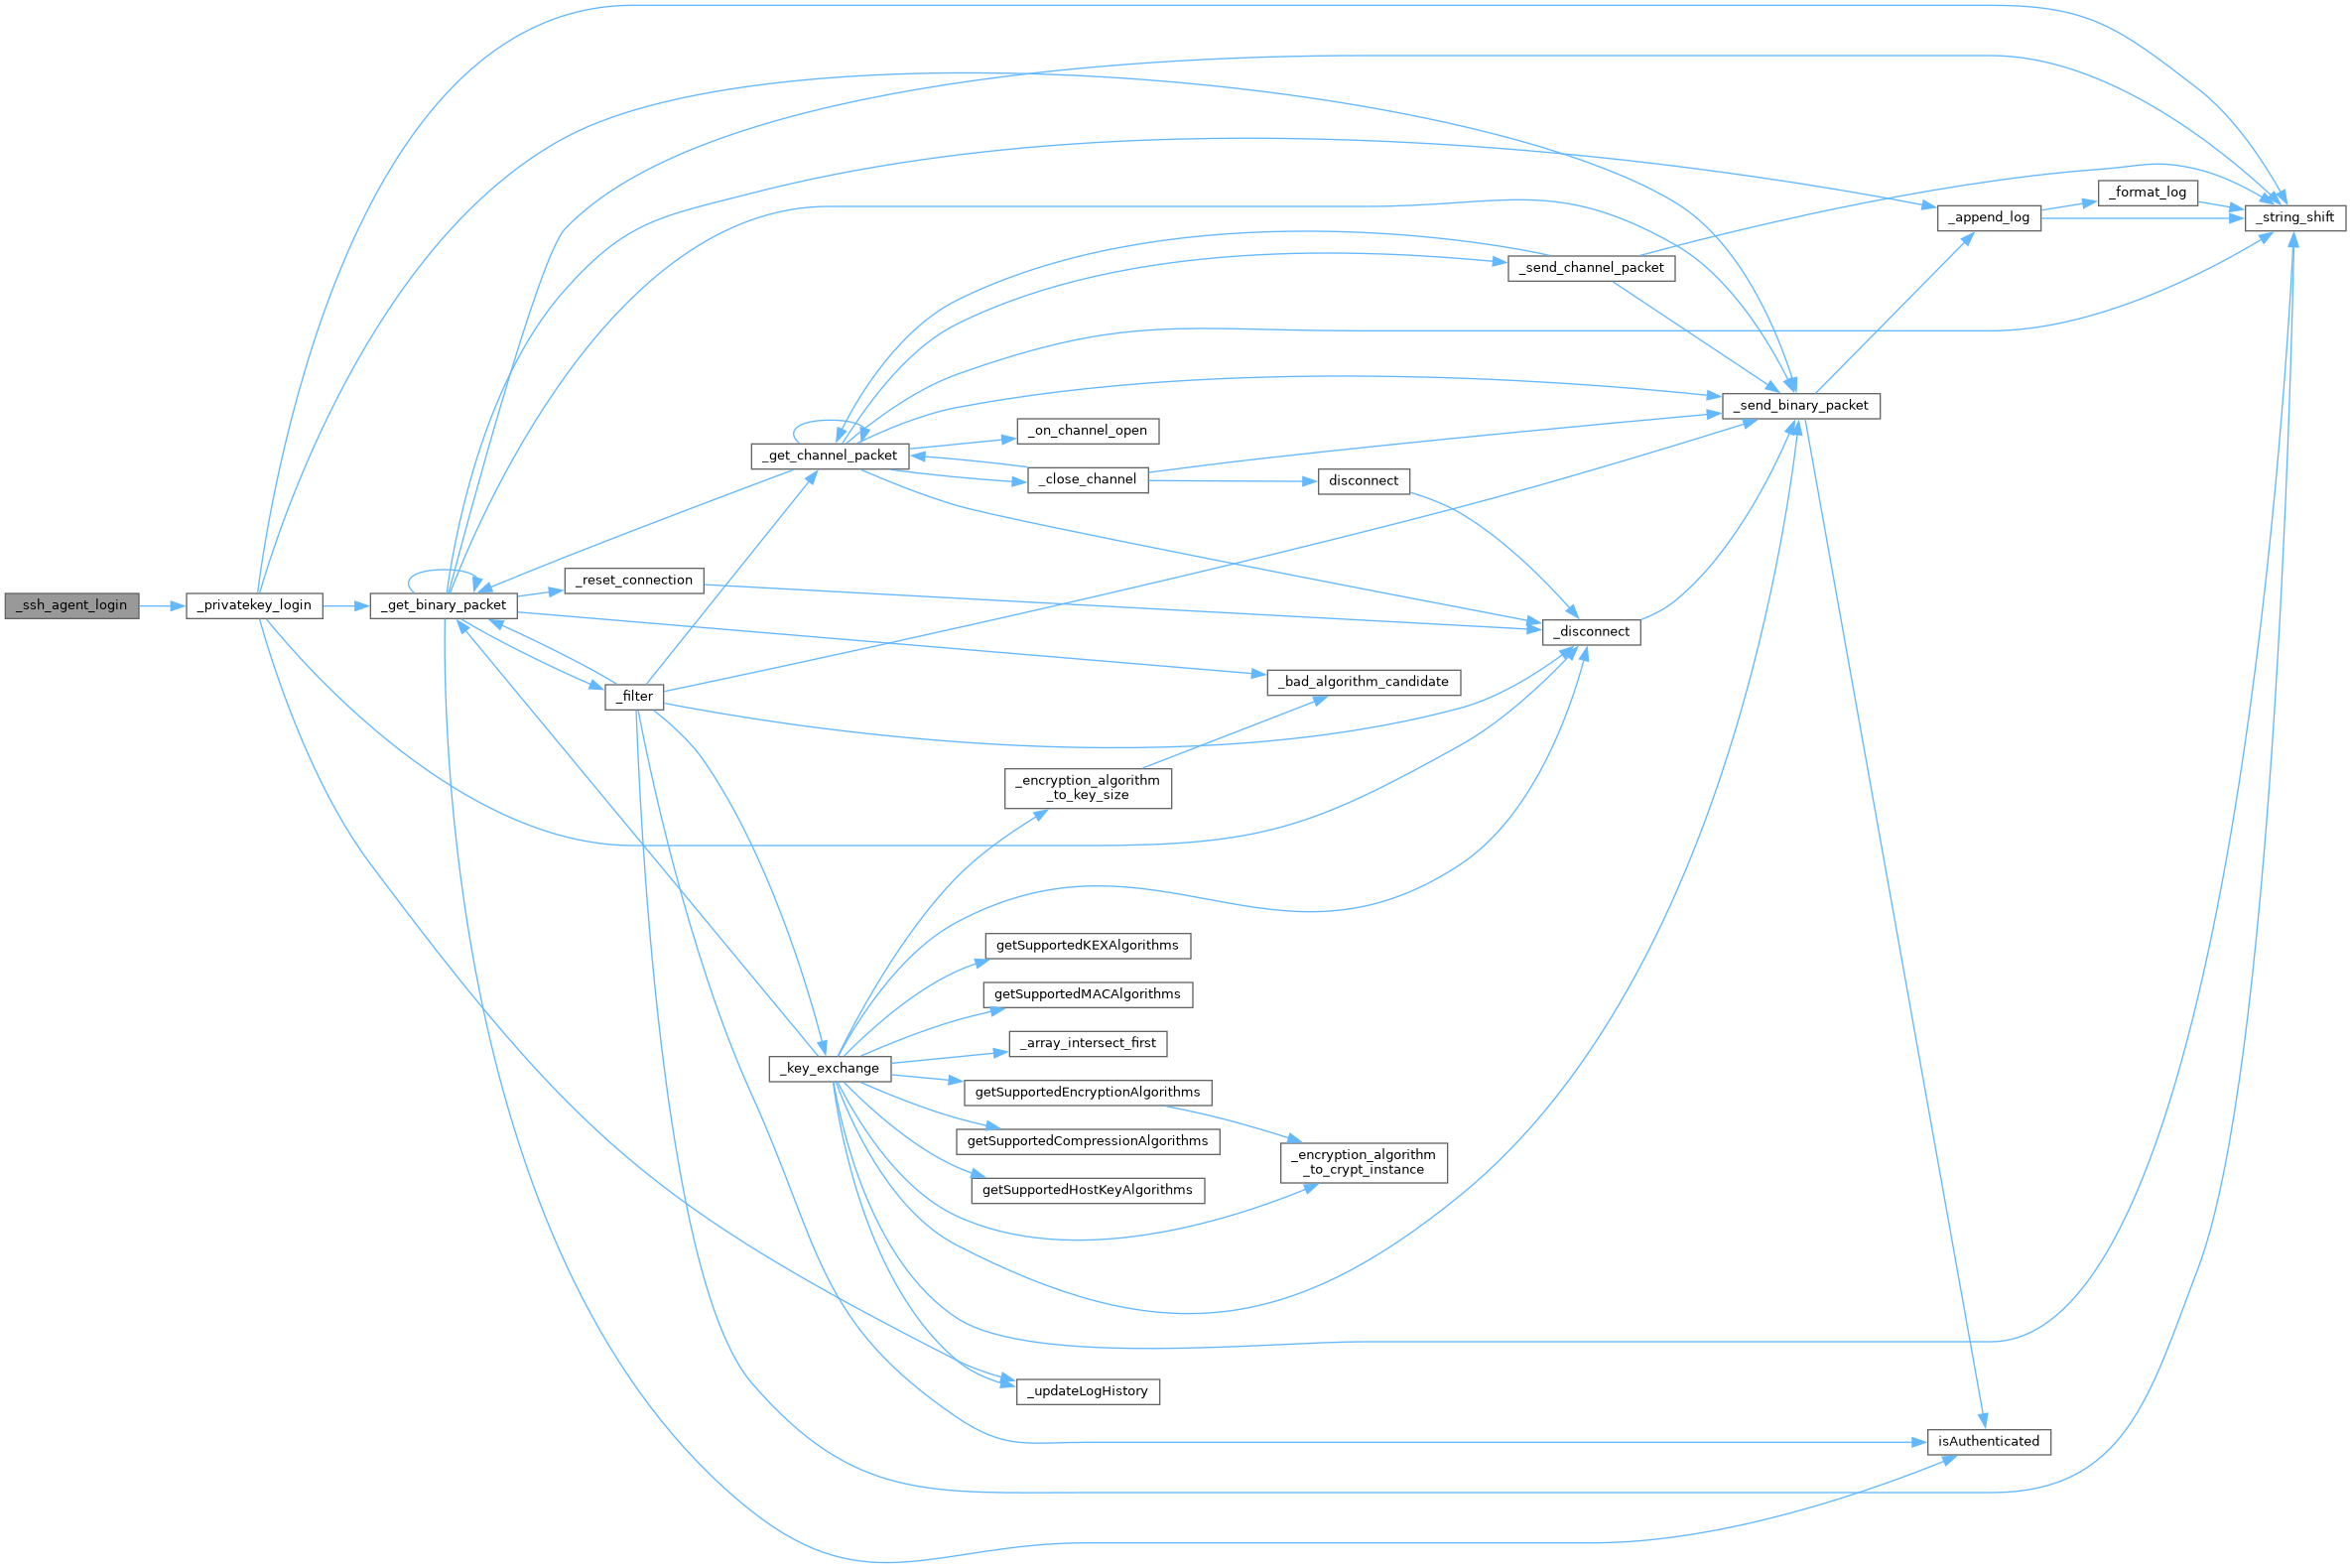 _ssh_agent_login
_privatekey_login
_get_binary_packet
_reset_connection
_filter
_get_channel_packet
_key_exchange
_on_channel_open
_close_channel
_encryption_algorithm
_to_key_size
getSupportedKEXAlgorithms
getSupportedMACAlgorithms
_array_intersect_first
getSupportedEncryptionAlgorithms
getSupportedCompressionAlgorithms
getSupportedHostKeyAlgorithms
_updateLogHistory
disconnect
_bad_algorithm_candidate
_encryption_algorithm
_to_crypt_instance
_send_channel_packet
_disconnect
_send_binary_packet
_append_log
isAuthenticated
_format_log
_string_shift